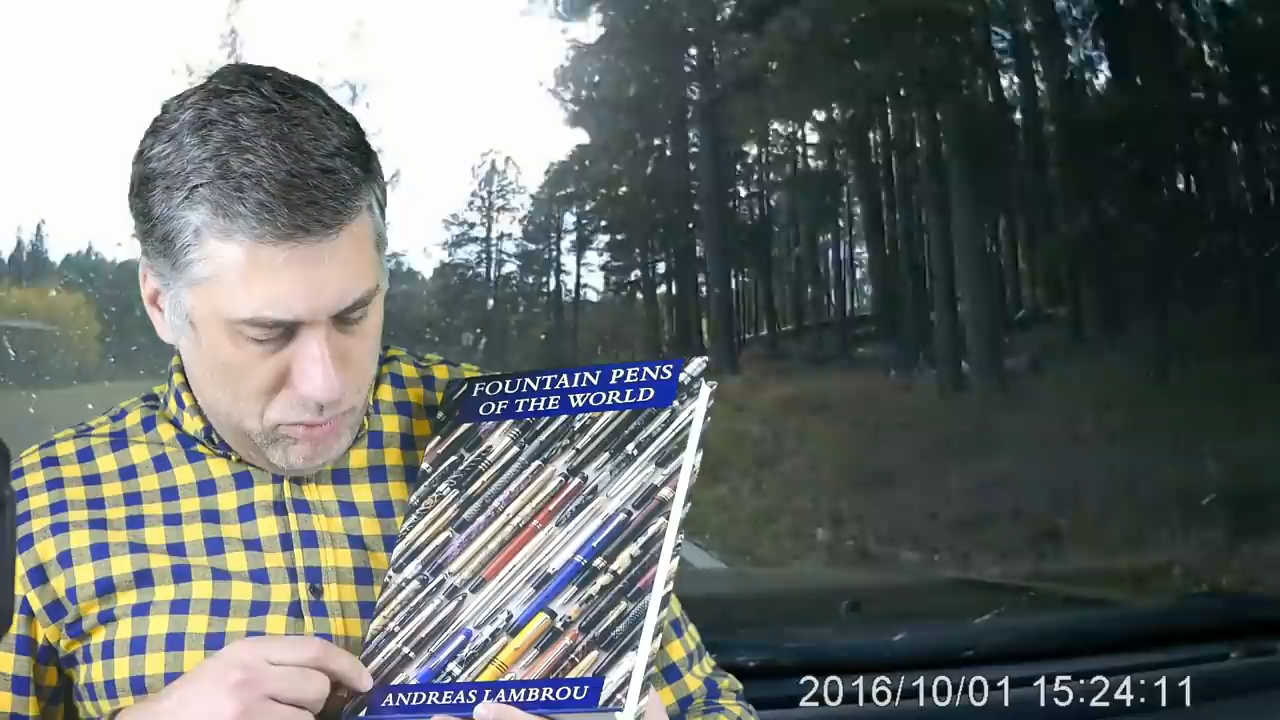 FOUNTAIN PENS
OF THE WORLD
ANDREAS LAMBROU
2016/10/01 15:24:11